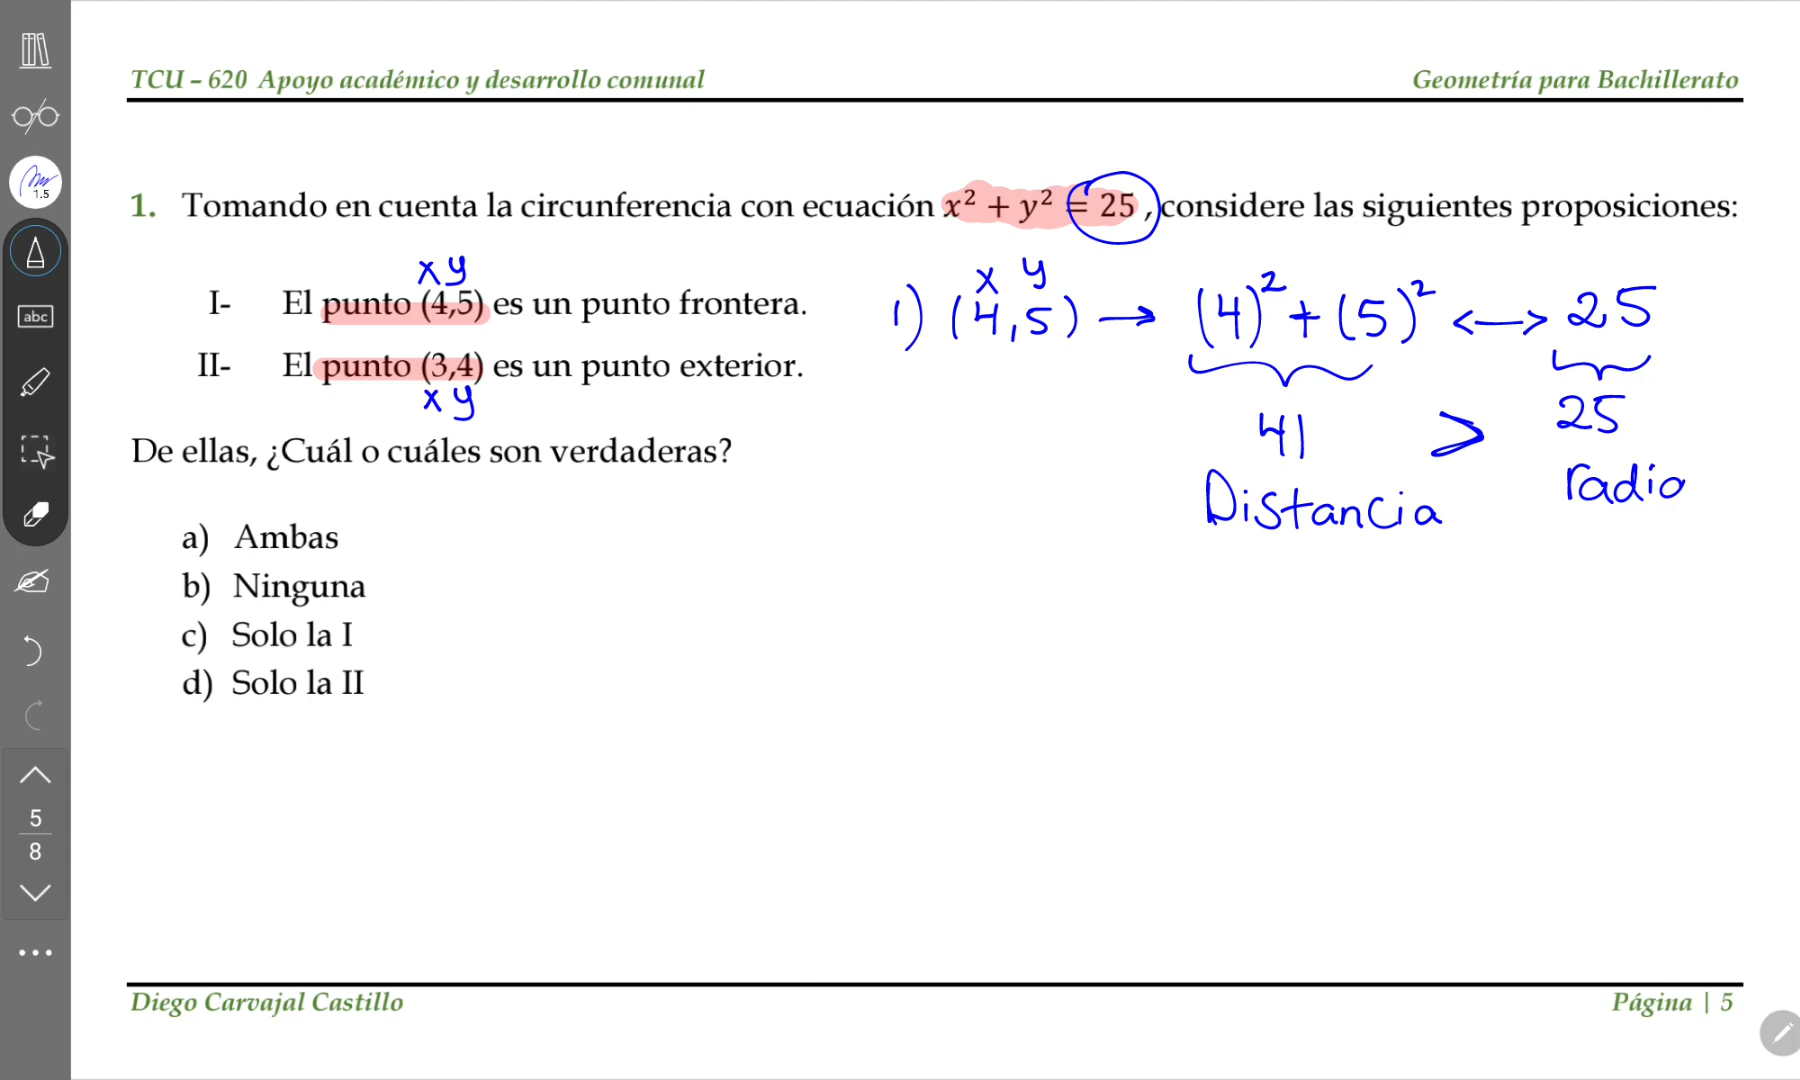 TCU – 620 Apoyo académico y desarrollo comunal Geometría para Bachillerato
1. Tomando en cuenta la circunferencia con ecuación x² + y² = 25 , considere las siguientes proposiciones:
x y
I- El punto (4,5) es un punto frontera.
II- El punto (3,4) es un punto exterior.
x y
x y
1) (4,5) → (4)² + (5)² <—> 25
41 > 25
Distancia radio
De ellas, ¿Cuál o cuáles son verdaderas?
a) Ambas
b) Ninguna
c) Solo la I
d) Solo la II
Diego Carvajal Castillo Página | 5
1.5
abc
5
8